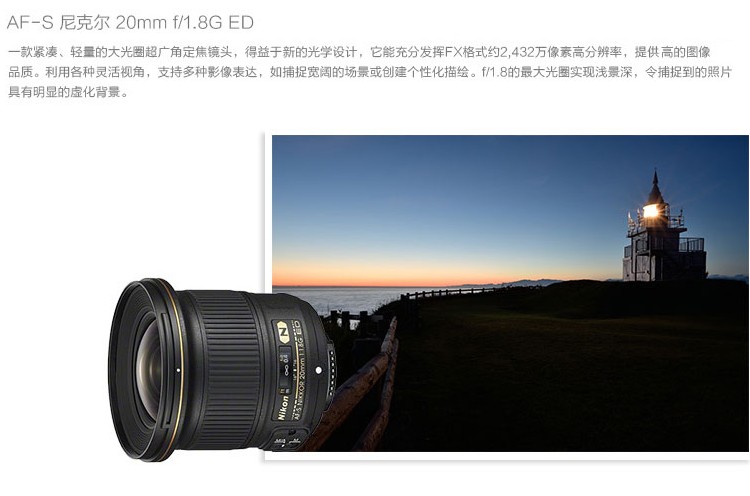 AF-S 尼克尔 20mm f/1.8G ED
一款紧凑、轻量的大光圈超广角定焦镜头，得益于新的光学设计，它能充分发挥FX格式约2,432万像素高分辨率，提供高的图像
品质。利用各种灵活视角，支持多种影像表达，如捕捉宽阔的场景或创建个性化描绘。f/1.8的最大光圈实现浅景深，令捕捉到的照片
具有明显的虚化背景。
N
Nikon
AF-S NIKKOR 20mm 1:1.8G ED